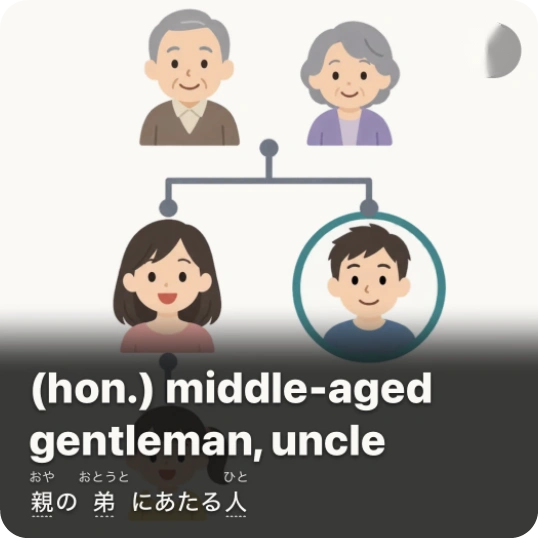 (hon.) middle-aged
gentleman, uncle
おや おとうと ひと
親の 弟 にあたる人